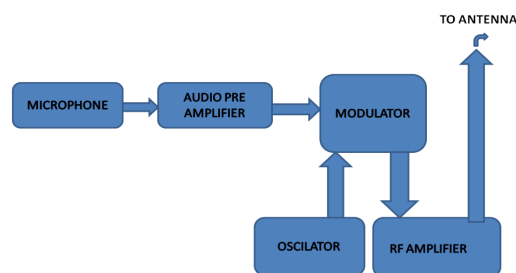 TO ANTENNA
MICROPHONE
AUDIO PRE
AMPLIFIER
MODULATOR
OSCILATOR
RF AMPLIFIER